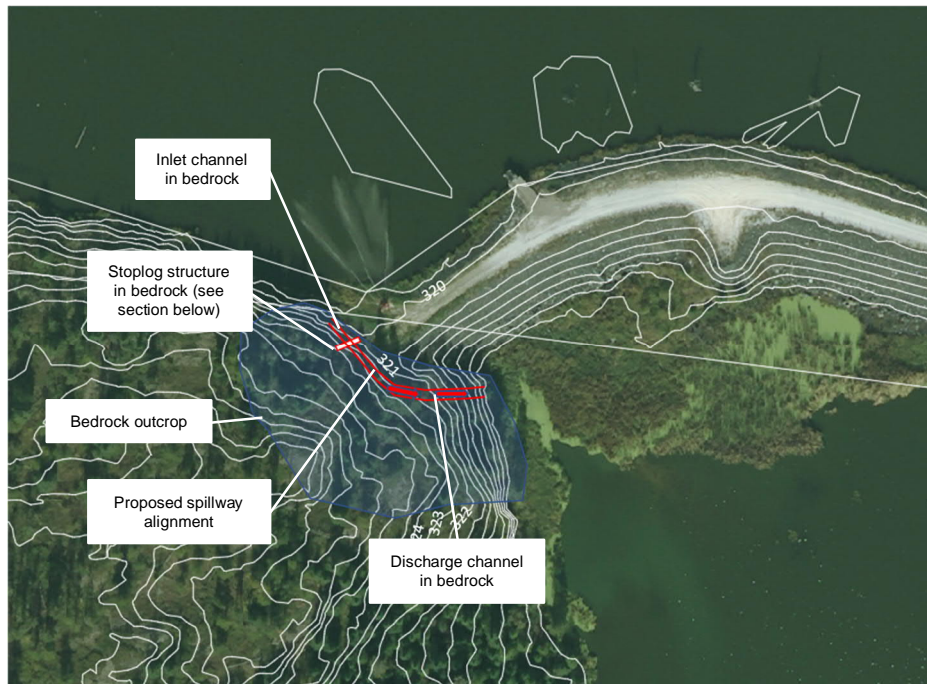 Inlet channel
in bedrock
Stoplog structure
in bedrock (see
section below)
320
321
Bedrock outcrop
Proposed spillway
alignment
24
323
322
Discharge channel
in bedrock